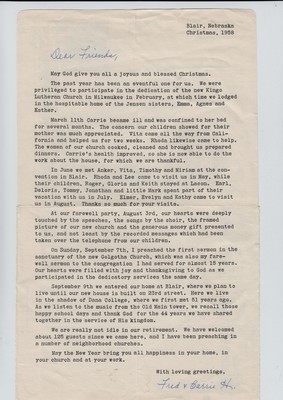 Blair, Nebraska
Christmas, 1958
Dear Friends,
May God give you all a joyous and blessed Christmas.
The past year has been an eventful one for us. We were
privileged to participate in the dedication of the new Kingo
Lutheran Church in Milwaukee in February, at which time we lodged
in the hospitable home of the Jensen sisters, Emma, Agnes and
Esther.
March 11th Carrie became ill and was confined to her bed
for several months. The concern our children showed for their
mother was much appreciated. Vita came all the way from Cali-
fornia and helped us for two weeks. Rhoda likewise came to help.
The women of our church cooked, cleaned and brought us prepared
dinners. Carrie's health improved, so she is now able to do the
work about the house, for which we are thankful.
In June we met Anker, Vita, Timothy and Miriam at the con-
vention in Blair. Rhoda and Lee came to visit us in May, while
their children, Roger, Gloria and Keith stayed at Lason. Karl,
Deloris, Tommy, Jonathan and little Mark spent part of their
vacation with us in July. Elmer, Evelyn and Kathy came to visit
us in August. Thanks so much for your visits.
At our farewell party, August 3rd, our hearts were deeply
touched by the speeches, the songs by the choir, the framed
picture of our new church and the generous money gift presented
to us, and not least by the recorded messages which had been
taken over the telephone from our children.
On Sunday, September 7th, I preached the first sermon in the
sanctuary of the new Golgotha Church, which was also my fare-
well sermon to the congregation I had served for almost 15 years.
Our hearts were filled with joy and thanksgiving to God as we
participated in the dedicatory services the same day.
September 9th we entered our home at Blair, where we plan to
live until our new house is built on 23rd street. Here we live
in the shadow of Dana College, where we first met 51 years ago.
As we listen to the music from the Old Main tower, we recall those
happy school days and thank God for the 44 years we have shared
together in the service of His kingdom.
We are really not idle in our retirement. We have welcomed
about 125 guests since we came here, and I have been preaching in
a number of neighborhood churches.
May the New Year bring you all happiness in your home, in
your church and at your work.
With loving greetings,
Fred & Carrie H.